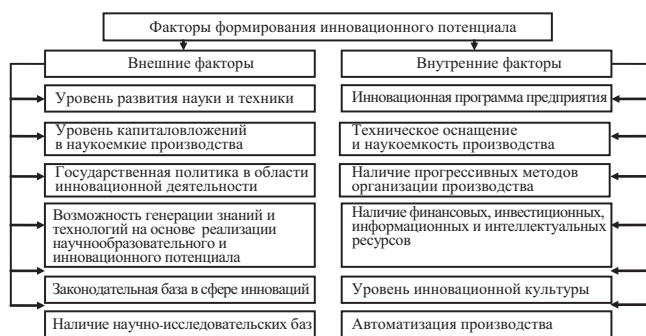 Факторы формирования инновационного потенциала
Внешние факторы
Уровень развития науки и техники
Уровень капиталовложений
в наукоемкие производства
Государственная политика в области
инновационной деятельности
Возможность генерации знаний и
технологий на основе реализации
научнообразовательного и
инновационного потенциала
Законодательная база в сфере инноваций
Наличие научно-исследовательских баз
Внутренние факторы
Инновационная программа предприятия
Техническое оснащение
и наукоемкость производства
Наличие прогрессивных методов
организации производства
Наличие финансовых, инвестиционных,
информационных и интеллектуальных
ресурсов
Уровень инновационной культуры
Автоматизация производства